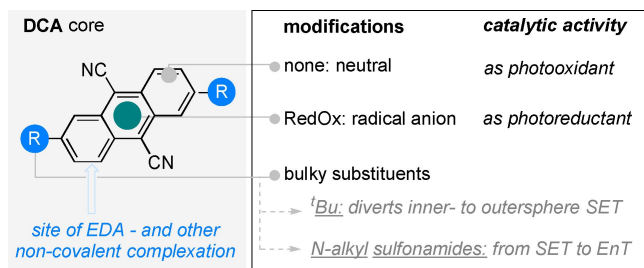 DCA core
modifications
catalytic activity
NC
R
R
CN
none: neutral
as photooxidant
RedOx: radical anion
as photoreductant
bulky substituents
site of EDA - and other
non-covalent complexation
tBu: diverts inner- to outersphere SET
N-alkyl sulfonamides: from SET to EnT